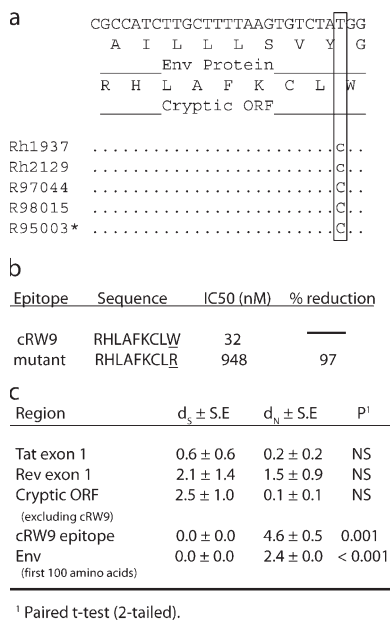 a
CGCCATCTTGCTTTTAAGTGTCTATGG
A I L L L S V Y G
Env Protein
R H L A F K C L W
Cryptic ORF
Rh1937 ........................C..
Rh2129 ........................C..
R97044 ........................C..
R98015 ........................C..
R95003* ........................C..
b
Epitope Sequence IC50 (nM) % reduction
cRW9 RHLAFKCLW 32
mutant RHLAFKCLR 948 97
c
Region dS ± S.E dN ± S.E P1
Tat exon 1 0.6 ± 0.6 0.2 ± 0.2 NS
Rev exon 1 2.1 ± 1.4 1.5 ± 0.9 NS
Cryptic ORF 2.5 ± 1.0 0.1 ± 0.1 NS
(excluding cRW9)
cRW9 epitope 0.0 ± 0.0 4.6 ± 0.5 0.001
Env 0.0 ± 0.0 2.4 ± 0.0 < 0.001
(first 100 amino acids)
1 Paired t-test (2-tailed).